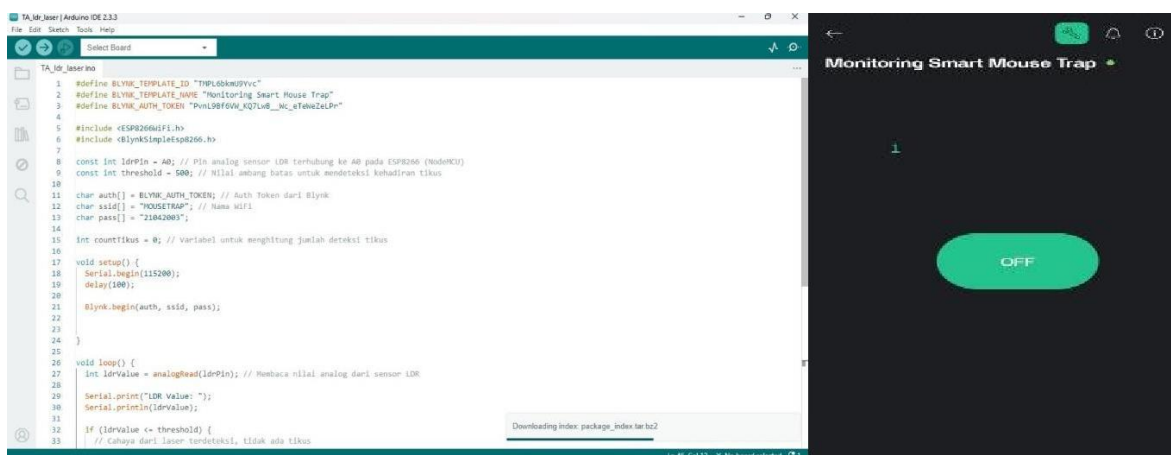 TA_ldr_laser | Arduino IDE 2.3.3
File Edit Sketch Tools Help
Select Board
TA_ldr_laser.ino
1 #define BLYNK_TEMPLATE_ID "TMPL6bkmU9Yvc"
2 #define BLYNK_TEMPLATE_NAME "Monitoring Smart Mouse Trap"
3 #define BLYNK_AUTH_TOKEN "PvnL9Bf6VW_KQ7LwB__Wc_eTeWeZeLPr"
4
5 #include <ESP8266WiFi.h>
6 #include <BlynkSimpleEsp8266.h>
7
8 const int ldrPin = A0; // Pin analog sensor LDR terhubung ke A0 pada ESP8266 (NodeMCU)
9 const int threshold = 500; // Nilai ambang batas untuk mendeteksi kehadiran tikus
10
11 char auth[] = BLYNK_AUTH_TOKEN; // Auth Token dari Blynk
12 char ssid[] = "MOUSETRAP"; // Nama WiFi
13 char pass[] = "21042003";
14
15 int countTikus = 0; // Variabel untuk menghitung jumlah deteksi tikus
16
17 void setup() {
18 Serial.begin(115200);
19 delay(100);
20
21 Blynk.begin(auth, ssid, pass);
22
23
24 }
25
26 void loop() {
27 int ldrValue = analogRead(ldrPin); // Membaca nilai analog dari sensor LDR
28
29 Serial.print("LDR Value: ");
30 Serial.println(ldrValue);
31
32 if (ldrValue <= threshold) {
33 // Cahaya dari laser terdeteksi, tidak ada tikus
Downloading index: package_index.tar.bz2
Monitoring Smart Mouse Trap
1
OFF